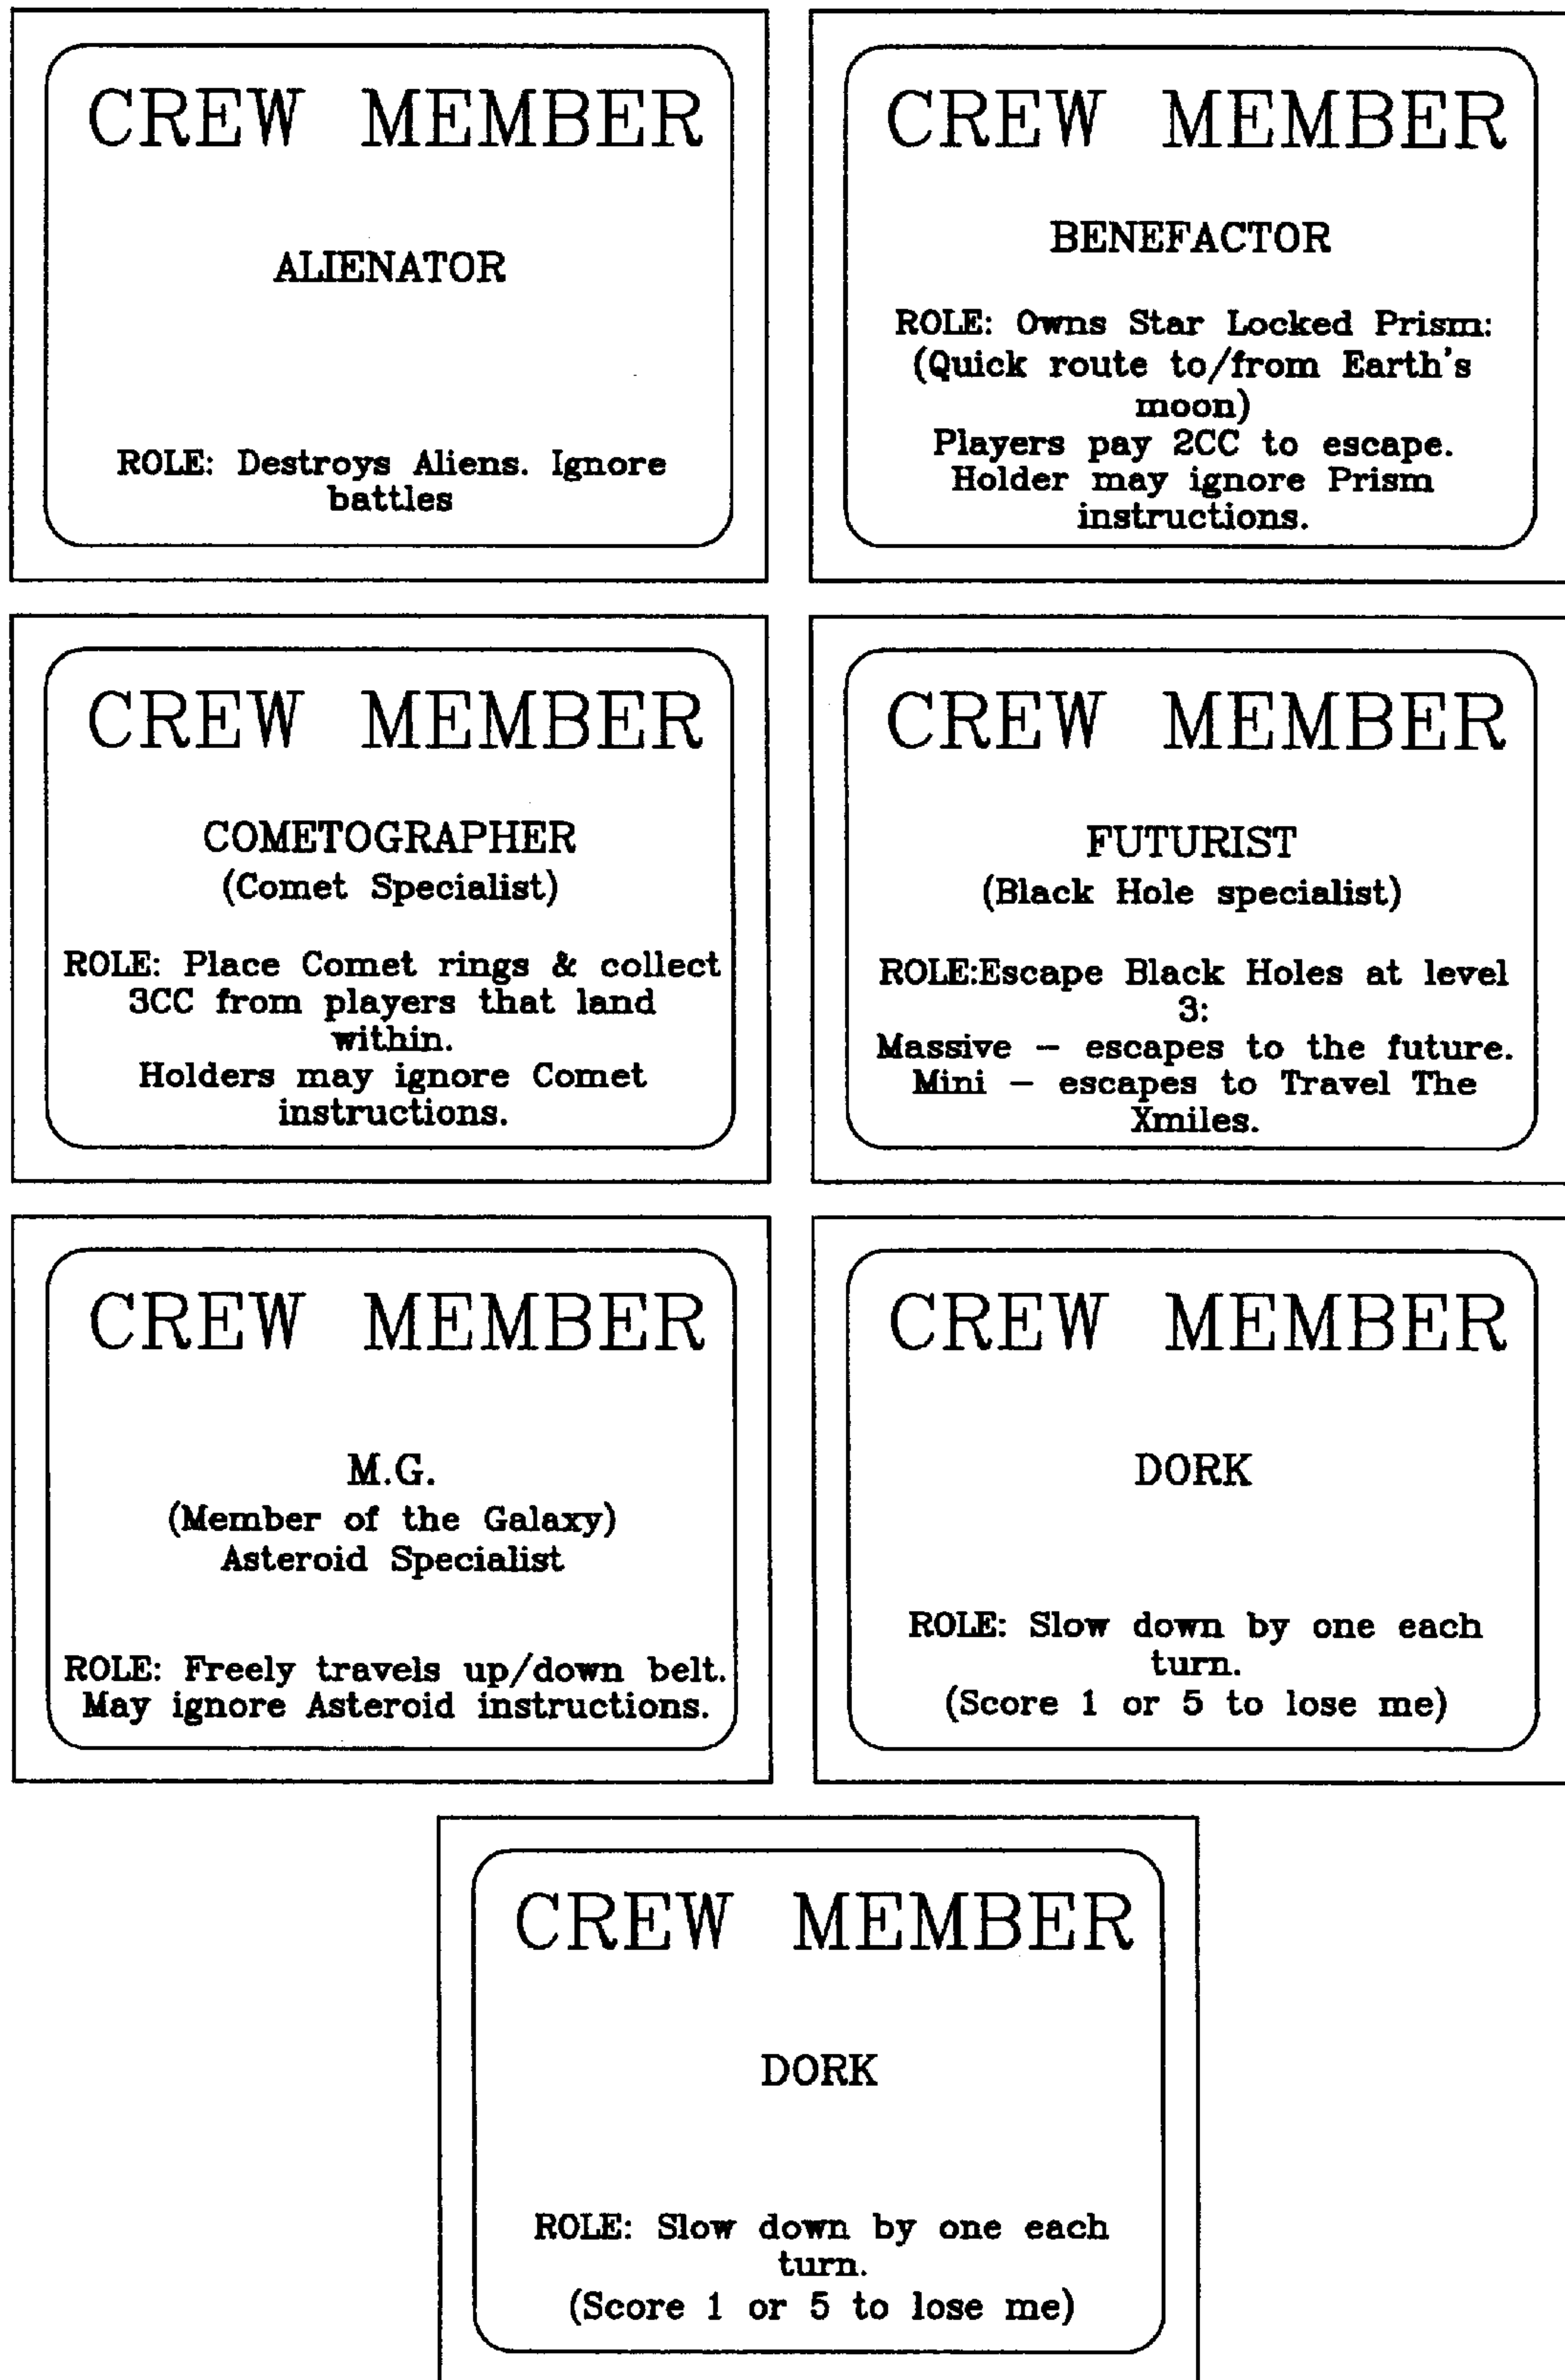 CREW MEMBER
ALIENATOR
ROLE: Destroys Aliens. Ignore
battles
CREW MEMBER
BENEFACTOR
ROLE: Owns Star Locked Prism:
(Quick route to/from Earth's
moon)
Players pay 2CC to escape.
Holder may ignore Prism
instructions.
CREW MEMBER
COMETOGRAPHER
(Comet Specialist)
ROLE: Place Comet rings & collect
3CC from players that land
within.
Holders may ignore Comet
instructions.
CREW MEMBER
FUTURIST
(Black Hole specialist)
ROLE:Escape Black Holes at level
3:
Massive – escapes to the future.
Mini – escapes to Travel The
Xmiles.
CREW MEMBER
M.G.
(Member of the Galaxy)
Asteroid Specialist
ROLE: Freely travels up/down belt.
May ignore Asteroid instructions.
CREW MEMBER
DORK
ROLE: Slow down by one each
turn.
(Score 1 or 5 to lose me)
CREW MEMBER
DORK
ROLE: Slow down by one each
turn.
(Score 1 or 5 to lose me)